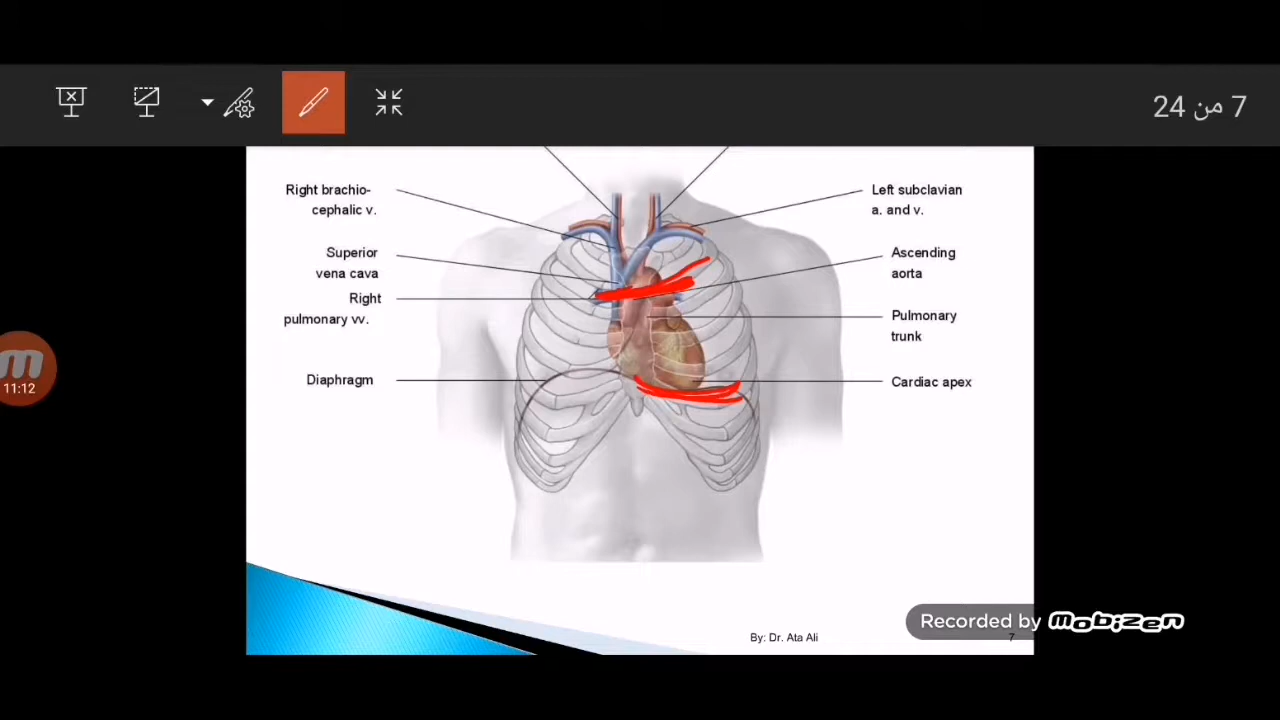 7 من 24
Right brachio-
cephalic v.
Superior
vena cava
Right
pulmonary vv.
Diaphragm
Left subclavian
a. and v.
Ascending
aorta
Pulmonary
trunk
Cardiac apex
11:12
By: Dr. Ata Ali
7
Recorded by mobizen